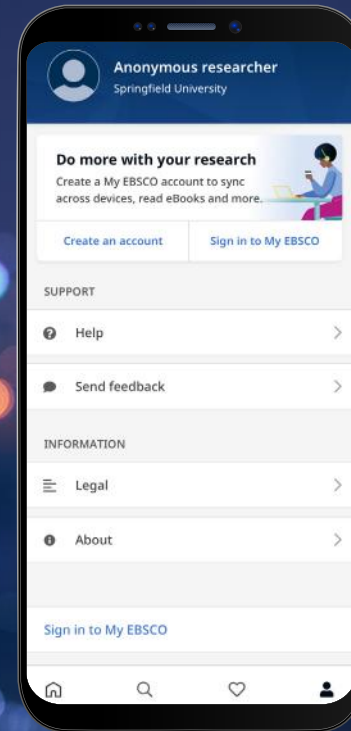 Anonymous researcher
Springfield University
Do more with your research
Create a My EBSCO account to sync
across devices, read eBooks and more.
Create an account
Sign in to My EBSCO
SUPPORT
Help
Send feedback
INFORMATION
Legal
About
Sign in to My EBSCO